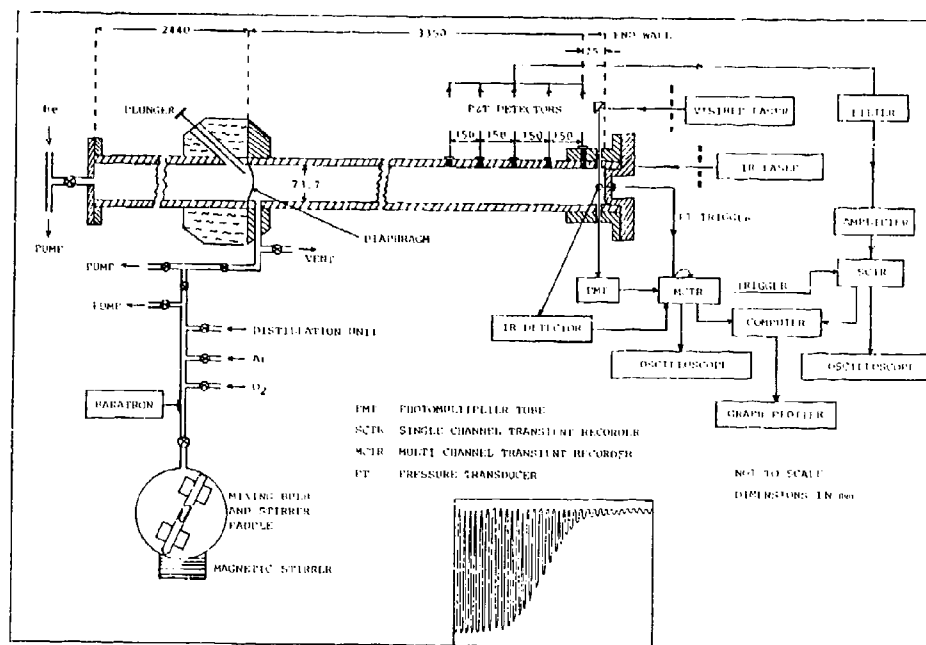 2440
3350
END WALL
25
He
PLUNGER
P&T DETECTORS
VISIBLE LASER
FILTER
150 150 150 150
73.7
IR LASER
PT TRIGGER
AMPLIFIER
DIAPHRAGM
PUMP
VENT
PUMP
PUMP
PMT
MCTR
TRIGGER
SCTR
DISTILLATION UNIT
IR DETECTOR
COMPUTER
Ar
OSCILLOSCOPE
OSCILLOSCOPE
O2
BARATRON
GRAPH PLOTTER
PMT PHOTOMULTIPLIER TUBE
SCTR SINGLE CHANNEL TRANSIENT RECORDER
MCTR MULTI CHANNEL TRANSIENT RECORDER
PT PRESSURE TRANSDUCER
NOT TO SCALE
DIMENSIONS IN mm
MIXING
AND STIRRER
PADDLE
MAGNETIC STIRRER